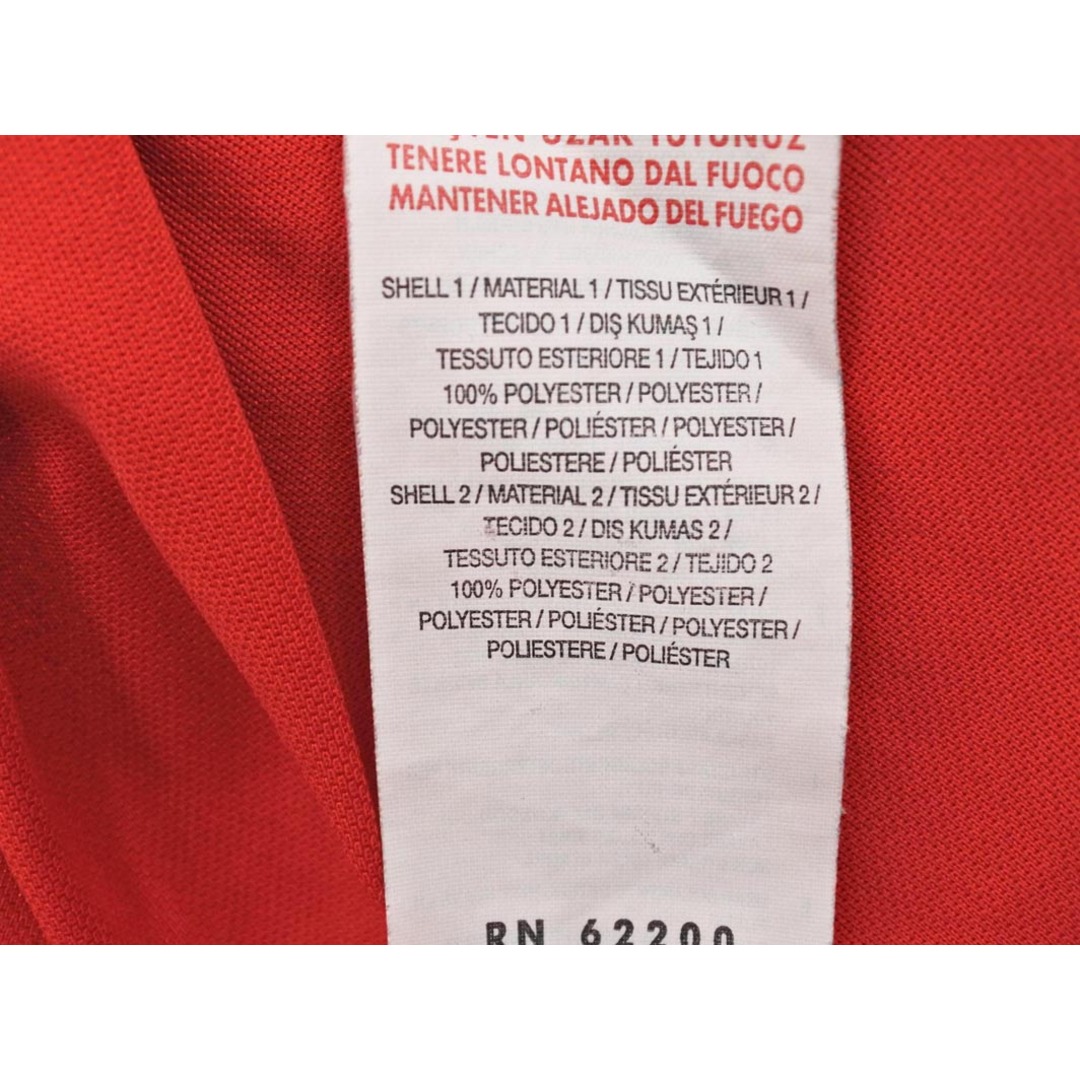 UZAK TUTUNUZ
TENERE LONTANO DAL FUOCO
MANTENER ALEJADO DEL FUEGO
SHELL 1 / MATERIAL 1 / TISSU EXTÉRIEUR 1 /
TECIDO 1 / DIŞ KUMAŞ 1 /
TESSUTO ESTERIORE 1 / TEJIDO 1
100% POLYESTER / POLYESTER /
POLYESTER / POLIÉSTER / POLYESTER /
POLIESTERE / POLIÉSTER
SHELL 2 / MATERIAL 2 / TISSU EXTÉRIEUR 2 /
TECIDO 2 / DIS KUMAS 2 /
TESSUTO ESTERIORE 2 / TEJIDO 2
100% POLYESTER / POLYESTER /
POLYESTER / POLIÉSTER / POLYESTER /
POLIESTERE / POLIÉSTER
RN 62200